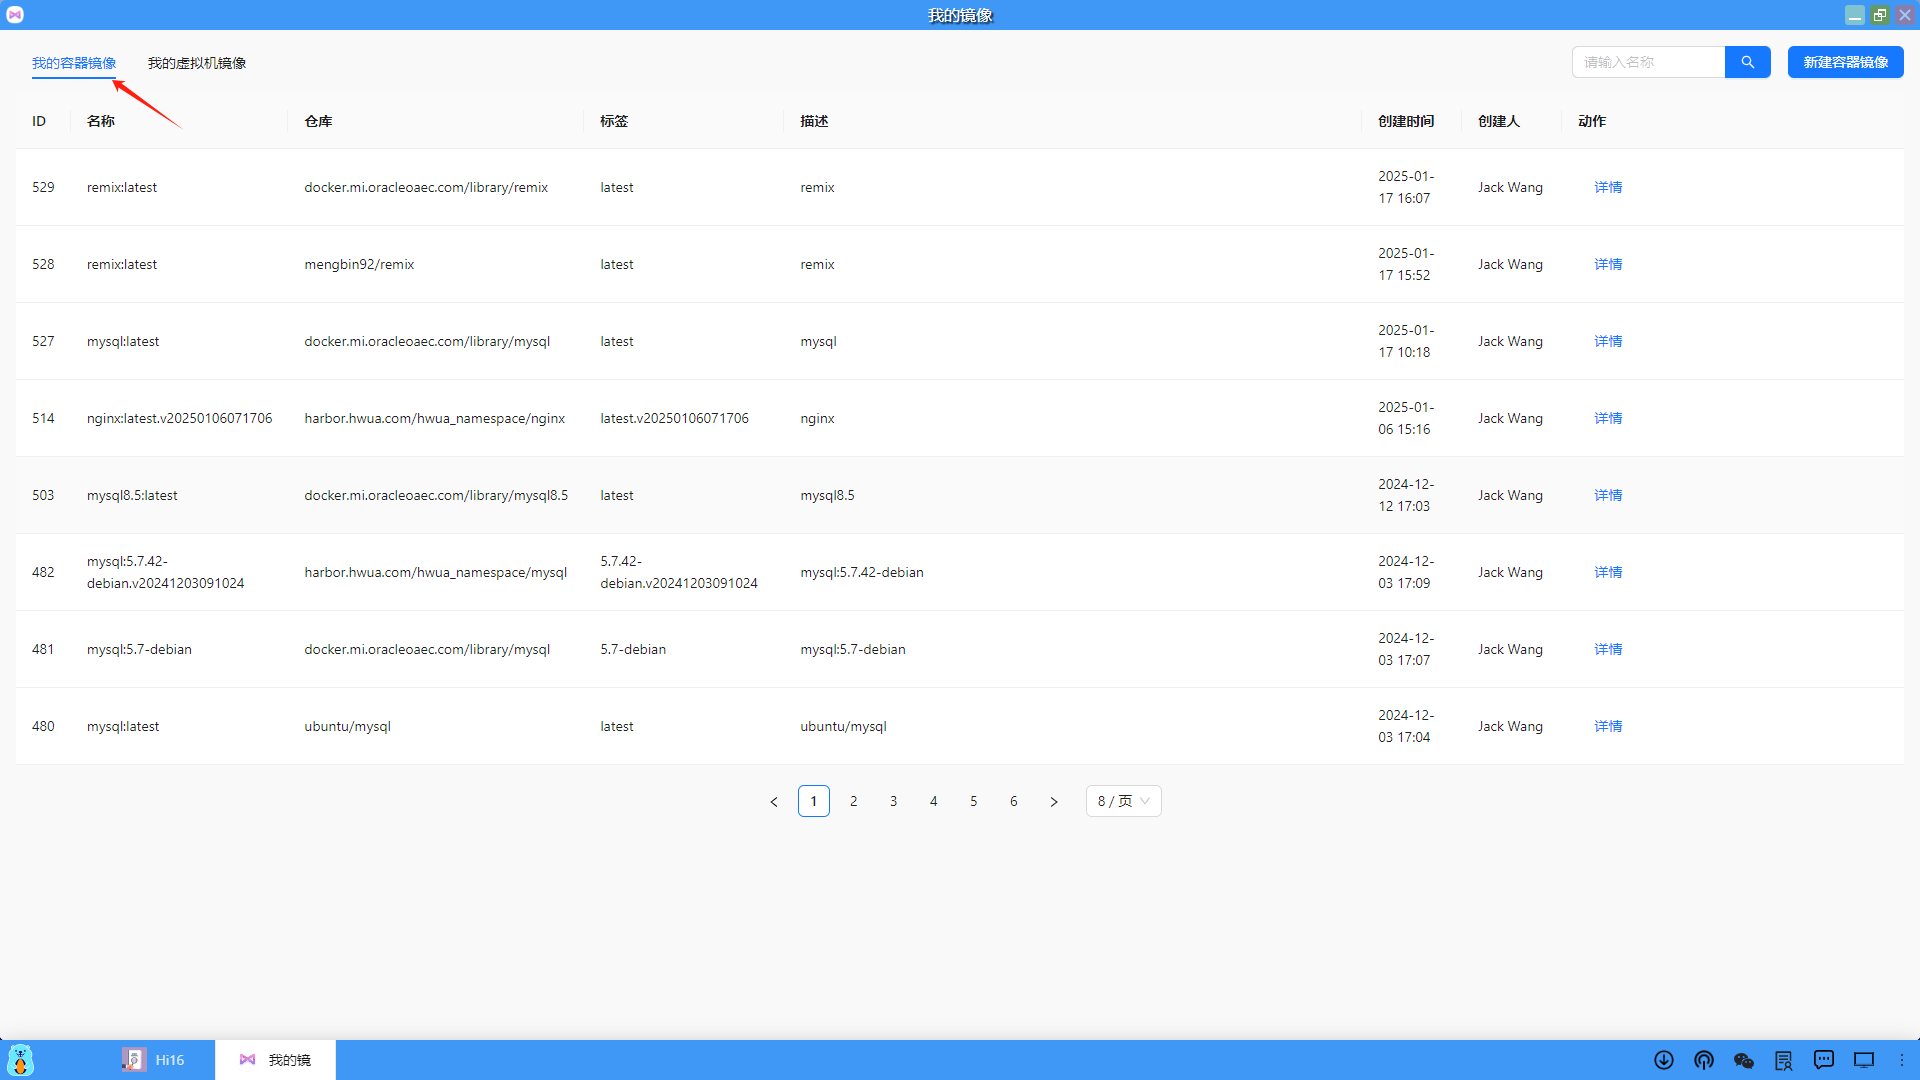 我的镜像
我的容器镜像 我的虚拟机镜像 请输入名称 新建容器镜像
ID 名称 仓库 标签 描述 创建时间 创建人 动作
529 remix:latest docker.mi.oracleoaec.com/library/remix latest remix 2025-01-
17 16:07 Jack Wang 详情
528 remix:latest mengbin92/remix latest remix 2025-01-
17 15:52 Jack Wang 详情
527 mysql:latest docker.mi.oracleoaec.com/library/mysql latest mysql 2025-01-
17 10:18 Jack Wang 详情
514 nginx:latest.v20250106071706 harbor.hwua.com/hwua_namespace/nginx latest.v20250106071706 nginx 2025-01-
06 15:16 Jack Wang 详情
503 mysql8.5:latest docker.mi.oracleoaec.com/library/mysql8.5 latest mysql8.5 2024-12-
12 17:03 Jack Wang 详情
482 mysql:5.7.42-
debian.v20241203091024 harbor.hwua.com/hwua_namespace/mysql 5.7.42-
debian.v20241203091024 mysql:5.7.42-debian 2024-12-
03 17:09 Jack Wang 详情
481 mysql:5.7-debian docker.mi.oracleoaec.com/library/mysql 5.7-debian mysql:5.7-debian 2024-12-
03 17:07 Jack Wang 详情
480 mysql:latest ubuntu/mysql latest ubuntu/mysql 2024-12-
03 17:04 Jack Wang 详情
1 2 3 4 5 6 8 / 页
Hi16 我的镜